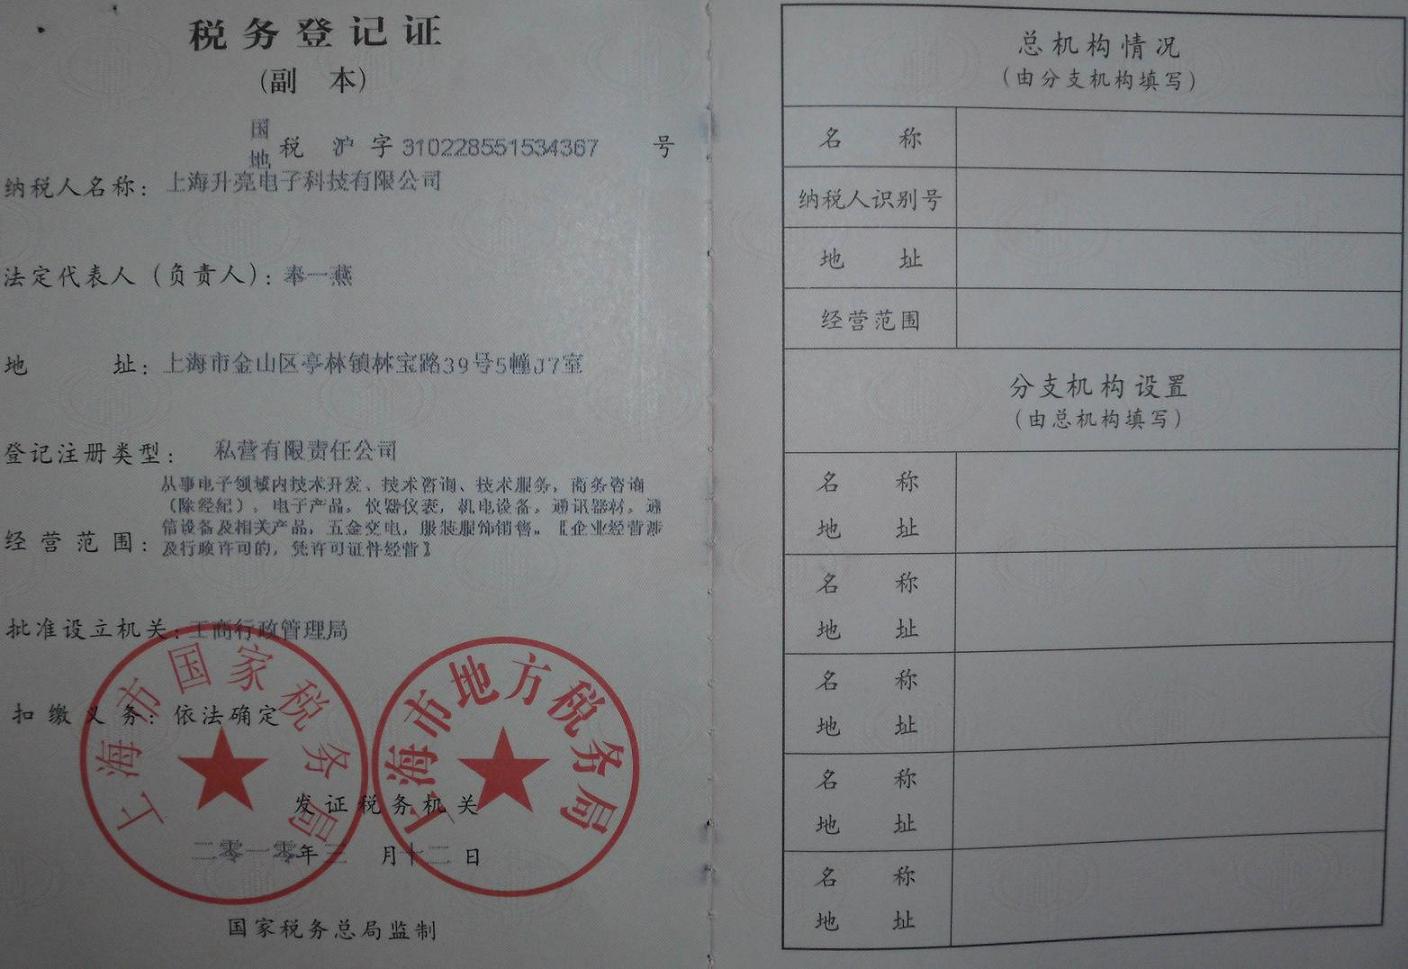 税务登记证
(副 本)
国
地 税 沪 字 310228551534367 号
纳税人名称: 上海升亮电子科技有限公司
法定代表人(负责人): 奉一燕
地 址: 上海市金山区亭林镇林宝路39号5幢J7室
登记注册类型: 私营有限责任公司
从事电子领域内技术开发、技术咨询、技术服务,商务咨询
(除经纪),电子产品,仪器仪表,机电设备,通讯器材,通
经营范围: 信设备及相关产品,五金交电,服装服饰销售。【企业经营涉
及行政许可的,凭许可证件经营】
批准设立机关: 工商行政管理局
扣缴义务: 依法确定
上海市国家税务局
上海市地方税务局
发证税务机关
二零一零年三 月十二日
国家税务总局监制
总机构情况
(由分支机构填写)
名 称
纳税人识别号
地 址
经营范围
分支机构设置
(由总机构填写)
名 称
地 址
名 称
地 址
名 称
地 址
名 称
地 址
名 称
地 址